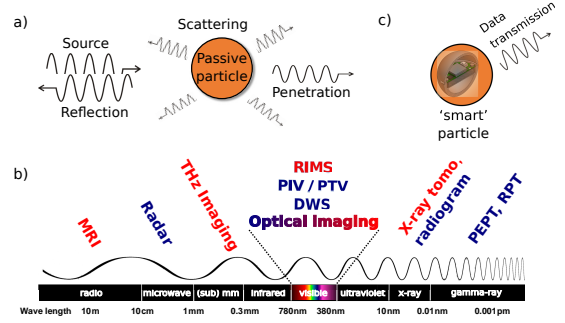 a)
Scattering
Source
Passive
particle
Reflection
Penetration
c)
Data
transmission
'smart'
particle
b)
MRI
Radar
THz Imaging
RIMS
PIV / PTV
DWS
Optical Imaging
X-ray tomo,
radiogram
PEPT, RPT
radio microwave (sub) mm infrared visible ultraviolet x-ray gamma-ray
Wave length 10m 10cm 1mm 0.3mm 780nm 380nm 10nm 0.01nm 0.001pm